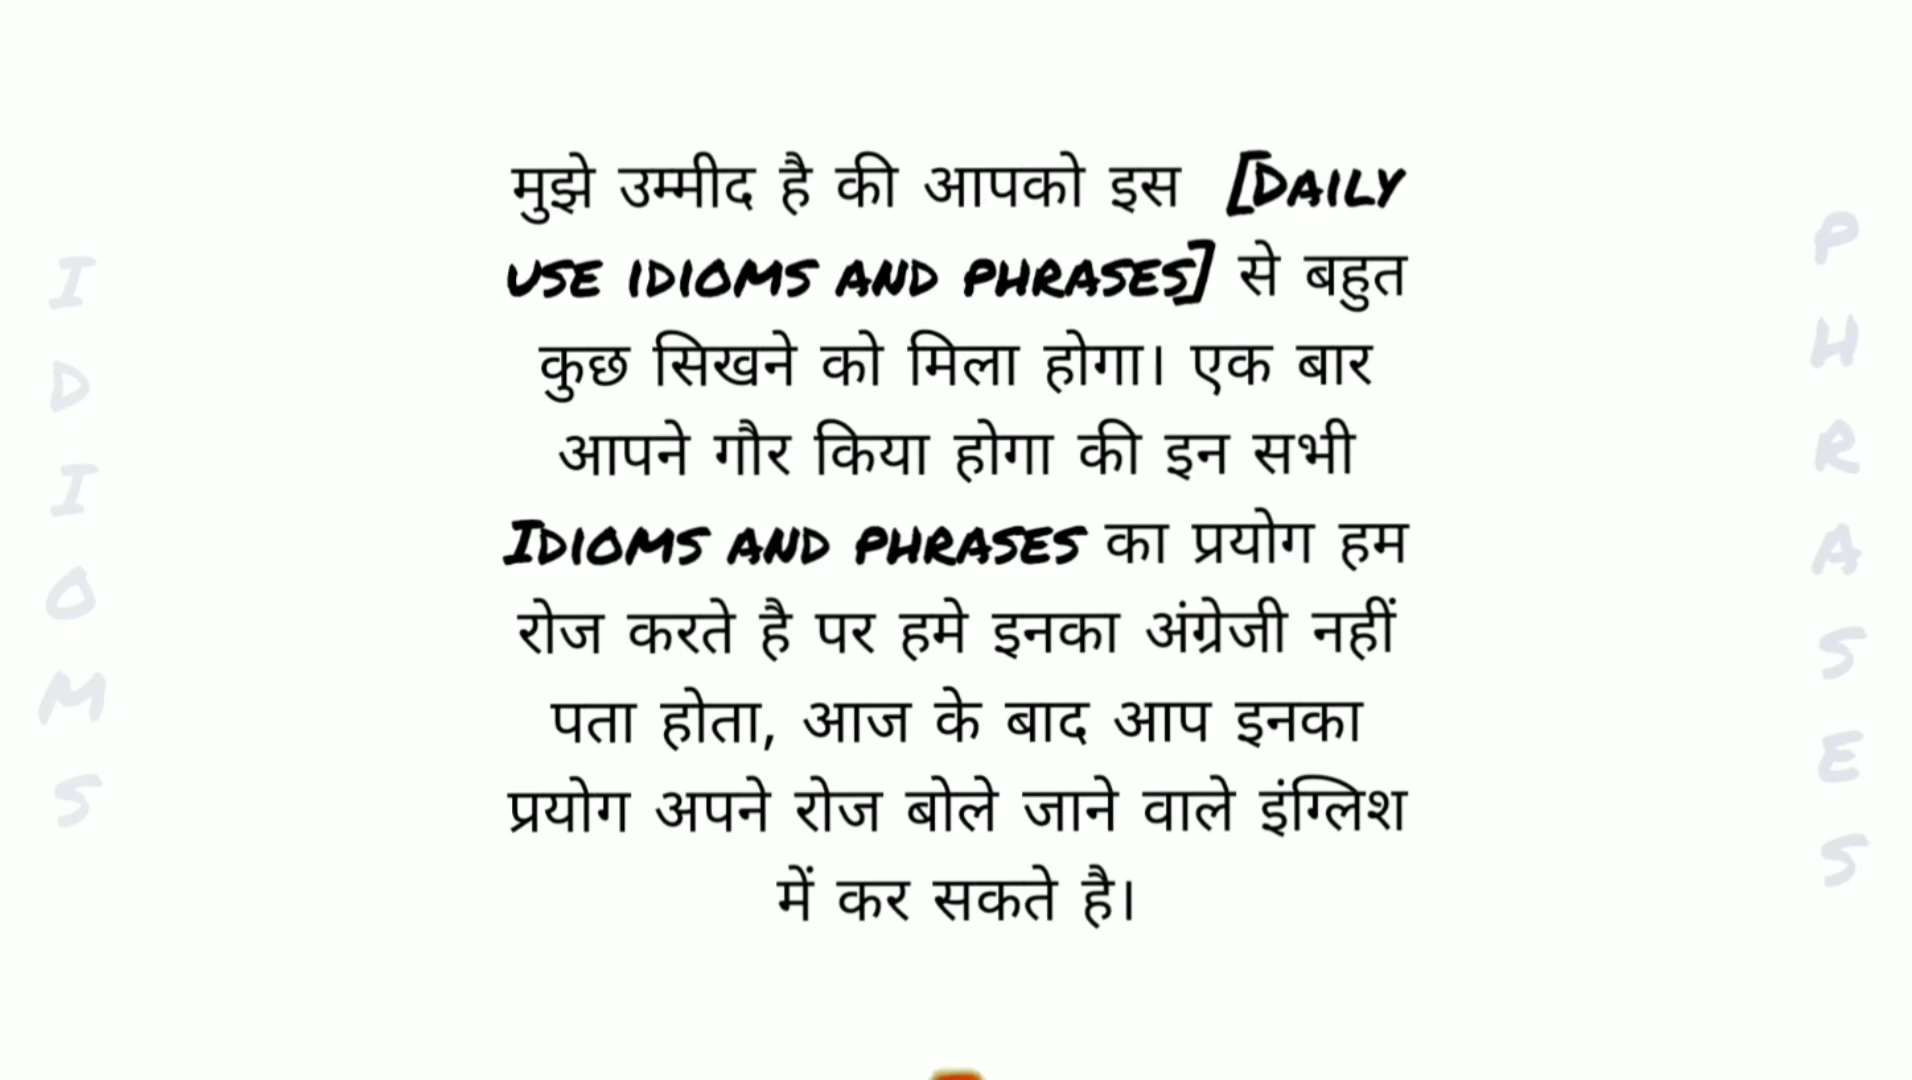 मुझे उम्मीद है की आपको इस [Daily
use idioms and phrases] से बहुत
कुछ सिखने को मिला होगा। एक बार
आपने गौर किया होगा की इन सभी
Idioms and phrases का प्रयोग हम
रोज करते है पर हमे इनका अंग्रेजी नहीं
पता होता, आज के बाद आप इनका
प्रयोग अपने रोज बोले जाने वाले इंग्लिश
में कर सकते है।
IDIOMS
PHRASES